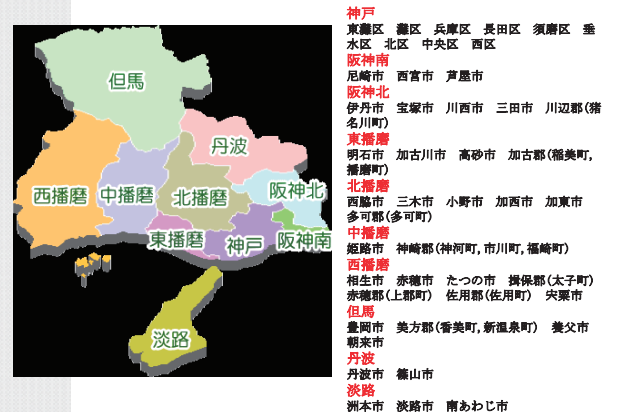 但馬
丹波
西播磨
中播磨
北播磨
阪神北
東播磨
神戸
阪神南
淡路
神戸
東灘区　灘区　兵庫区　長田区　須磨区　垂
水区　北区　中央区　西区
阪神南
尼崎市　西宮市　芦屋市
阪神北
伊丹市　宝塚市　川西市　三田市　川辺郡(猪
名川町)
東播磨
明石市　加古川市　高砂市　加古郡(稲美町,
播磨町)
北播磨
西脇市　三木市　小野市　加西市　加東市
多可郡(多可町)
中播磨
姫路市　神崎郡(神河町,市川町,福崎町)
西播磨
相生市　赤穂市　たつの市　揖保郡(太子町)
赤穂郡(上郡町)　佐用郡(佐用町)　宍粟市
但馬
豊岡市　美方郡(香美町,新温泉町)　養父市
朝来市
丹波
丹波市　篠山市
淡路
洲本市　淡路市　南あわじ市